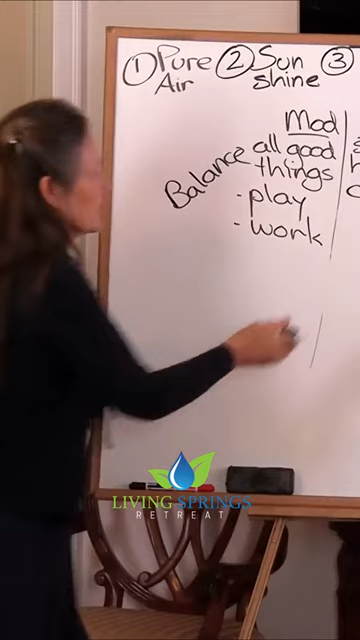 ① Pure Air
② Sun shine
③
Mod
Balance
all good
things
- play
- work
LIVING SPRINGS
RETREAT